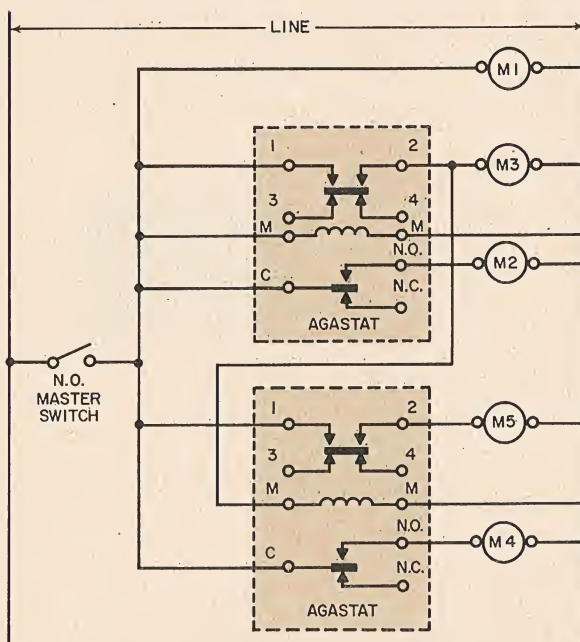 LINE
M1
1
2
M3
3
4
M
M
N.O.
M2
C
N.C.
AGASTAT
N.O.
MASTER
SWITCH
1
2
M5
3
4
M
M
N.O.
M4
C
N.C.
AGASTAT